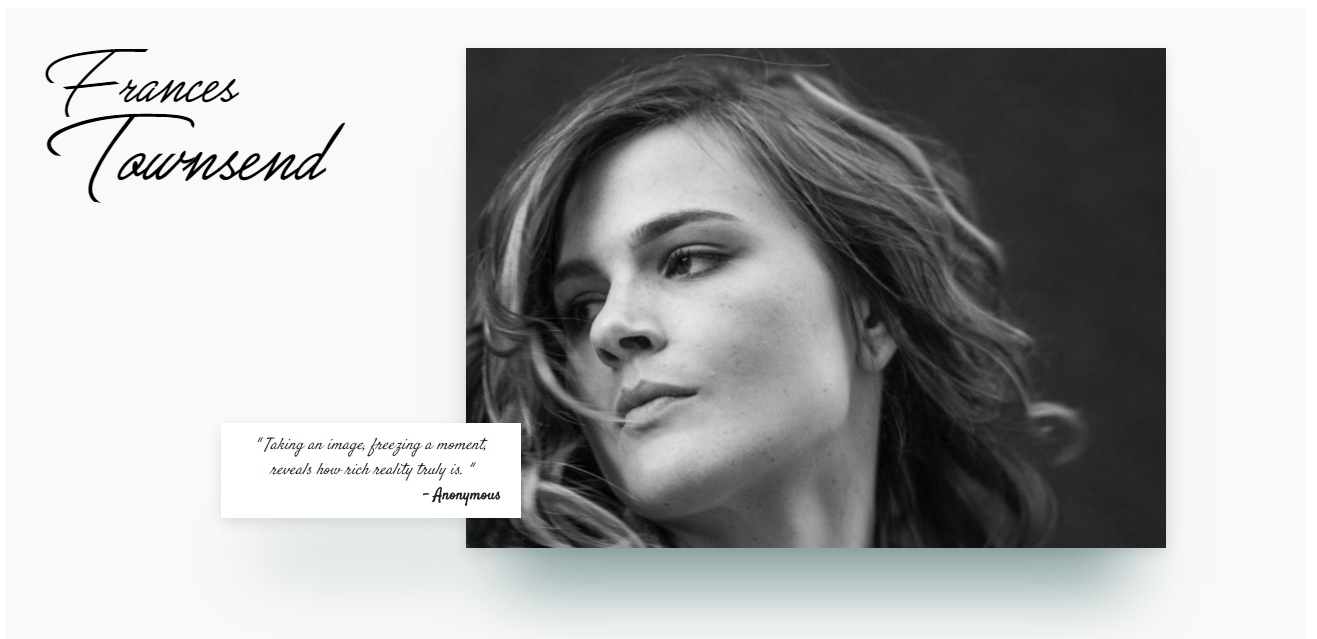 Frances
Townsend
"Taking an image, freezing a moment,
reveals how rich reality truly is. "
- Anonymous